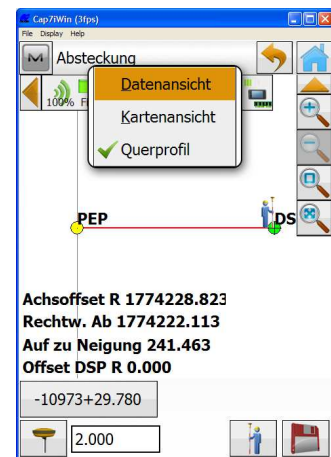 Cap7iWin (3fps)
File Display Help
M Absteckung
Datenansicht
Kartenansicht
Querprofil
100% F
PEP
DS
Achsoffset R 1774228.823
Rechtw. Ab 1774222.113
Auf zu Neigung 241.463
Offset DSP R 0.000
-10973+29.780
2.000